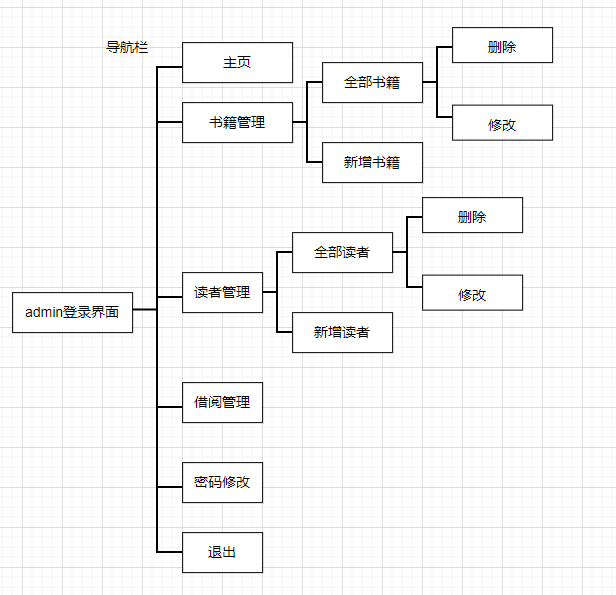 导航栏
主页
书籍管理
全部书籍
删除
修改
新增书籍
admin登录界面
读者管理
全部读者
删除
修改
新增读者
借阅管理
密码修改
退出